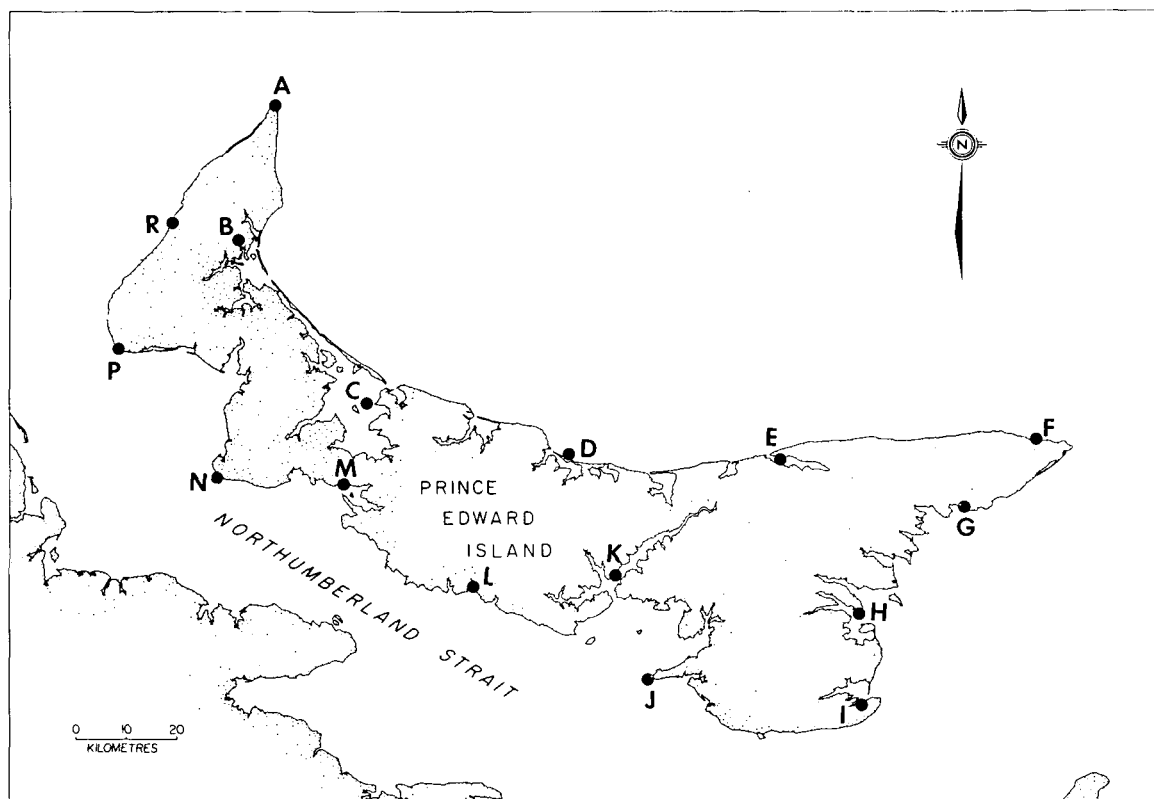 A
N
R
B
P
C
D
E
F
N
M
PRINCE
EDWARD
ISLAND
G
NORTHUMBERLAND STRAIT
L
K
H
J
I
0 10 20
KILOMETRES